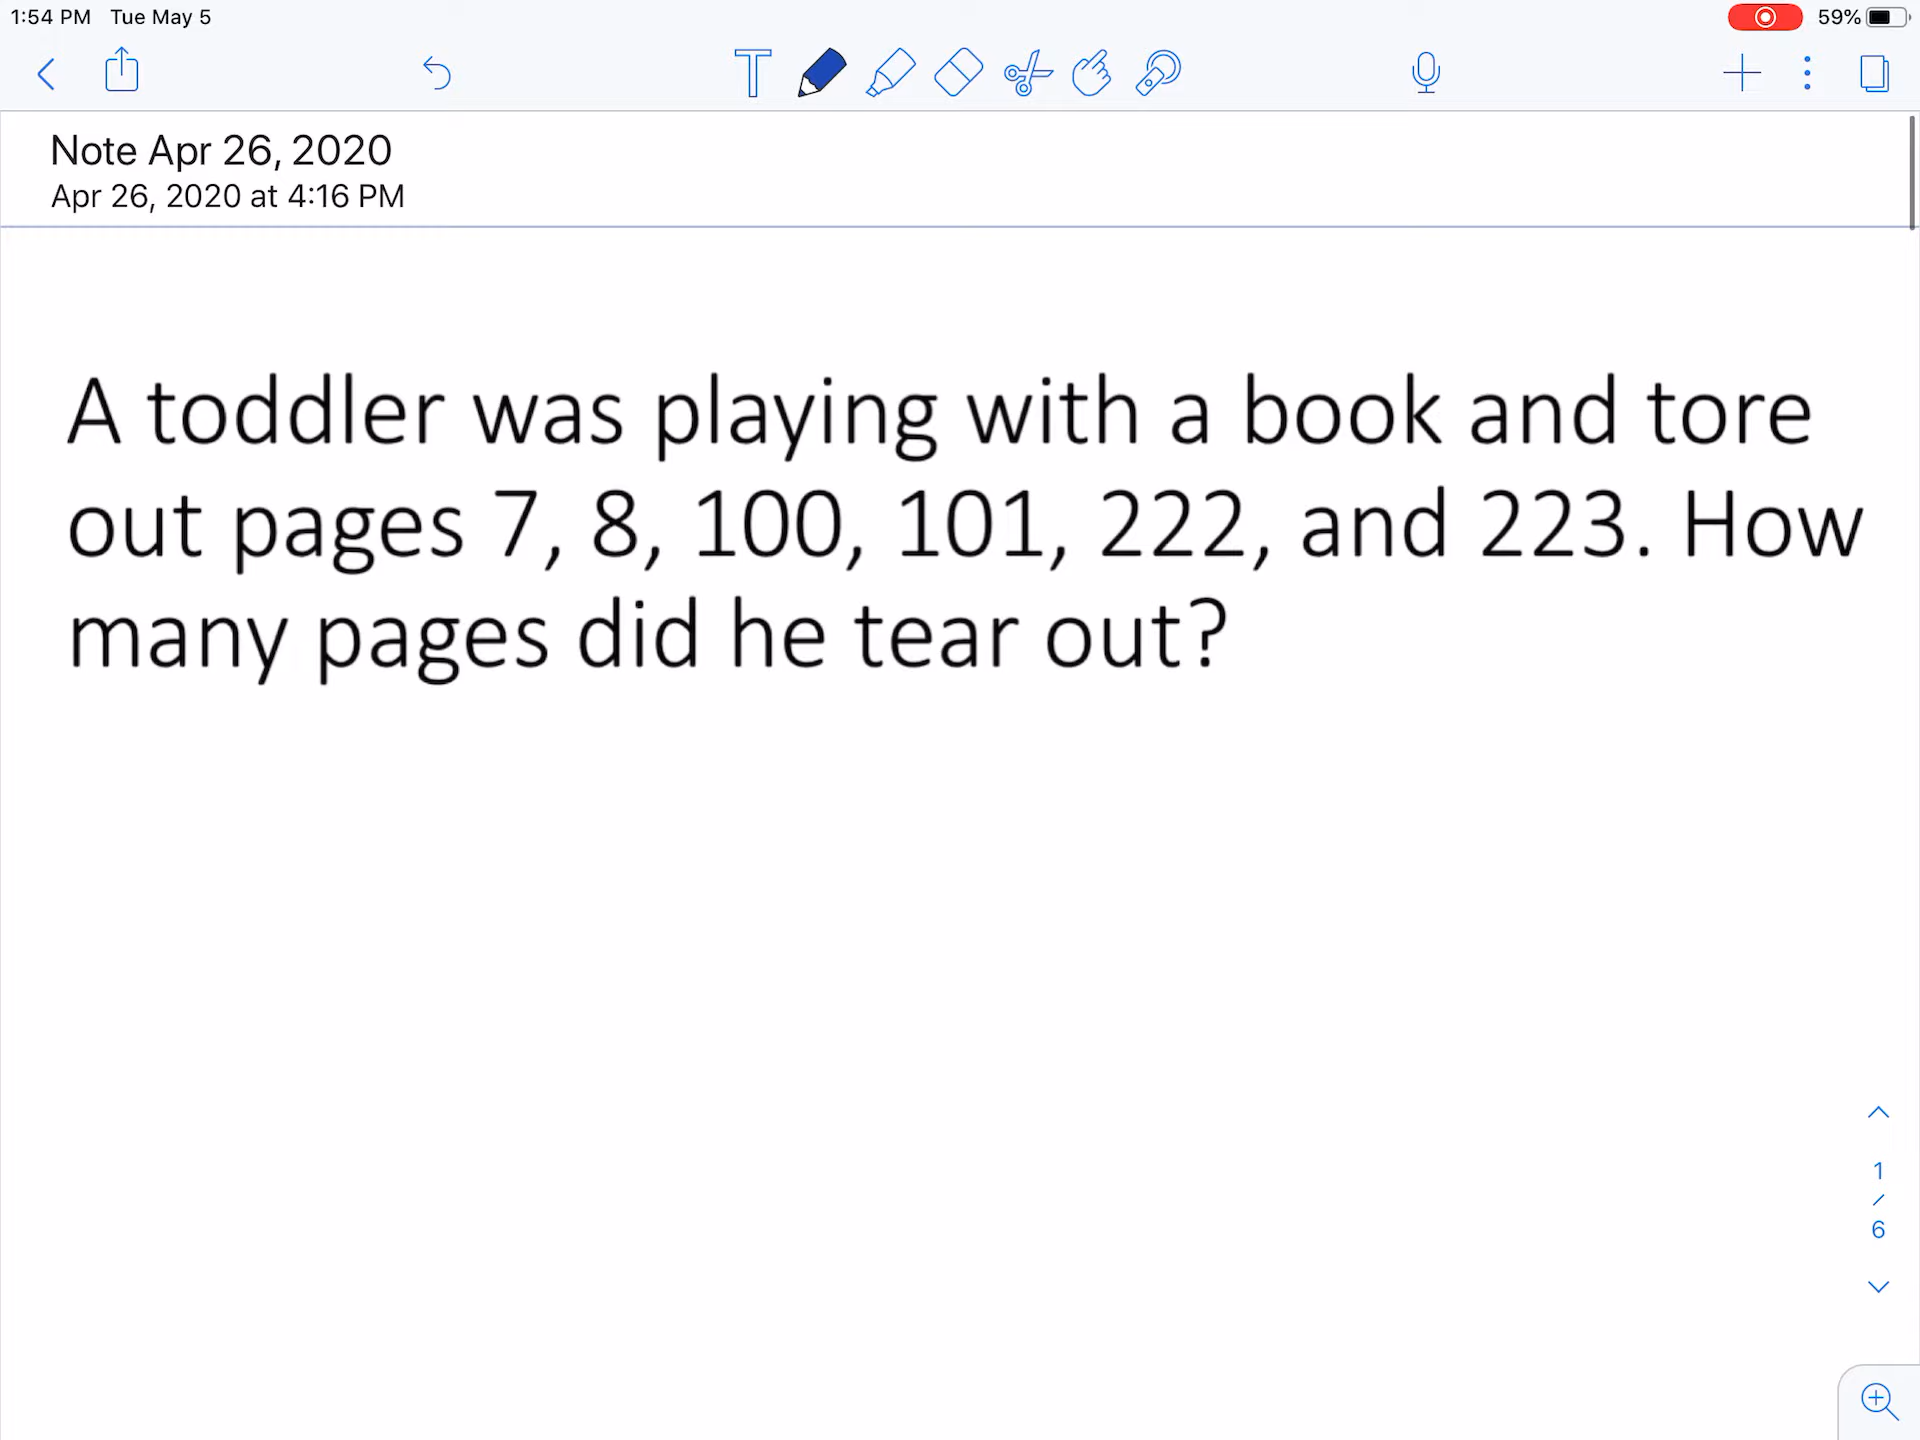 1:54 PM Tue May 5
59%
T
Note Apr 26, 2020
Apr 26, 2020 at 4:16 PM
A toddler was playing with a book and tore
out pages 7, 8, 100, 101, 222, and 223. How
many pages did he tear out?
1
/
6